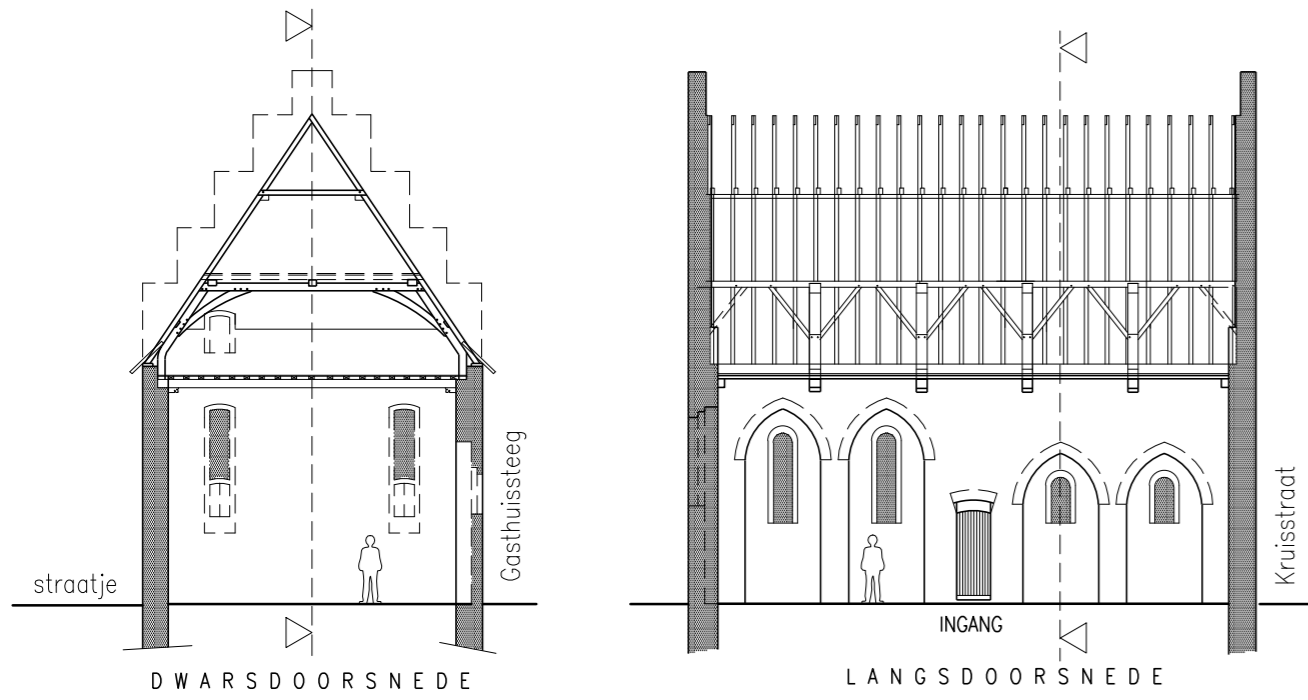 straatje
Gasthuissteeg
DWARSDOORSNEDE
INGANG
Kruisstraat
LANGSDOORSNEDE